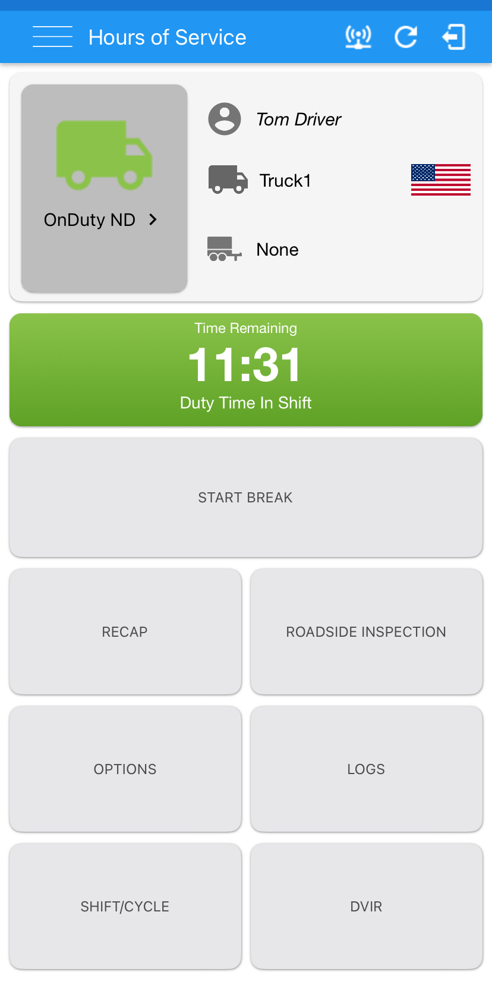 Hours of Service
Tom Driver
Truck1
OnDuty ND
None
Time Remaining
11:31
Duty Time In Shift
START BREAK
RECAP
ROADSIDE INSPECTION
OPTIONS
LOGS
SHIFT/CYCLE
DVIR